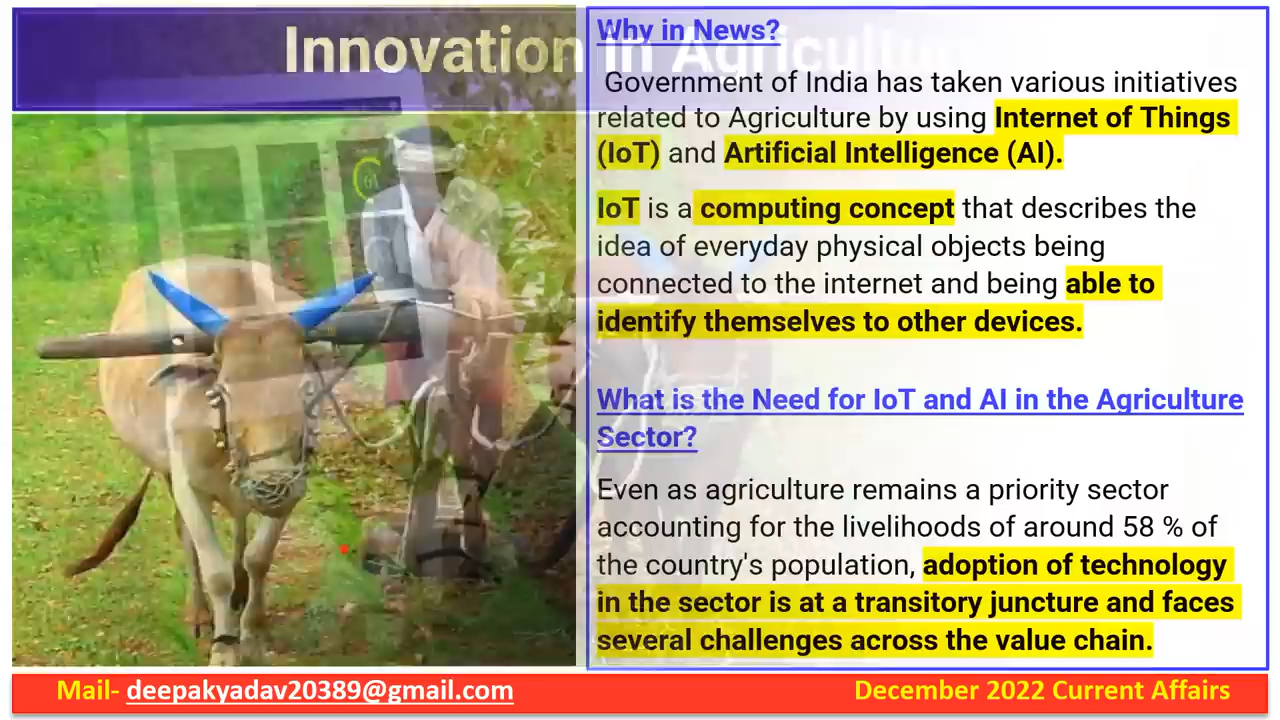 Innovation in Agricultur
Why in News?
Government of India has taken various initiatives
related to Agriculture by using Internet of Things
(IoT) and Artificial Intelligence (AI).
IoT is a computing concept that describes the
idea of everyday physical objects being
connected to the internet and being able to
identify themselves to other devices.
What is the Need for IoT and AI in the Agriculture
Sector?
Even as agriculture remains a priority sector
accounting for the livelihoods of around 58 % of
the country's population, adoption of technology
in the sector is at a transitory juncture and faces
several challenges across the value chain.
Mail- deepakyadav20389@gmail.com
December 2022 Current Affairs